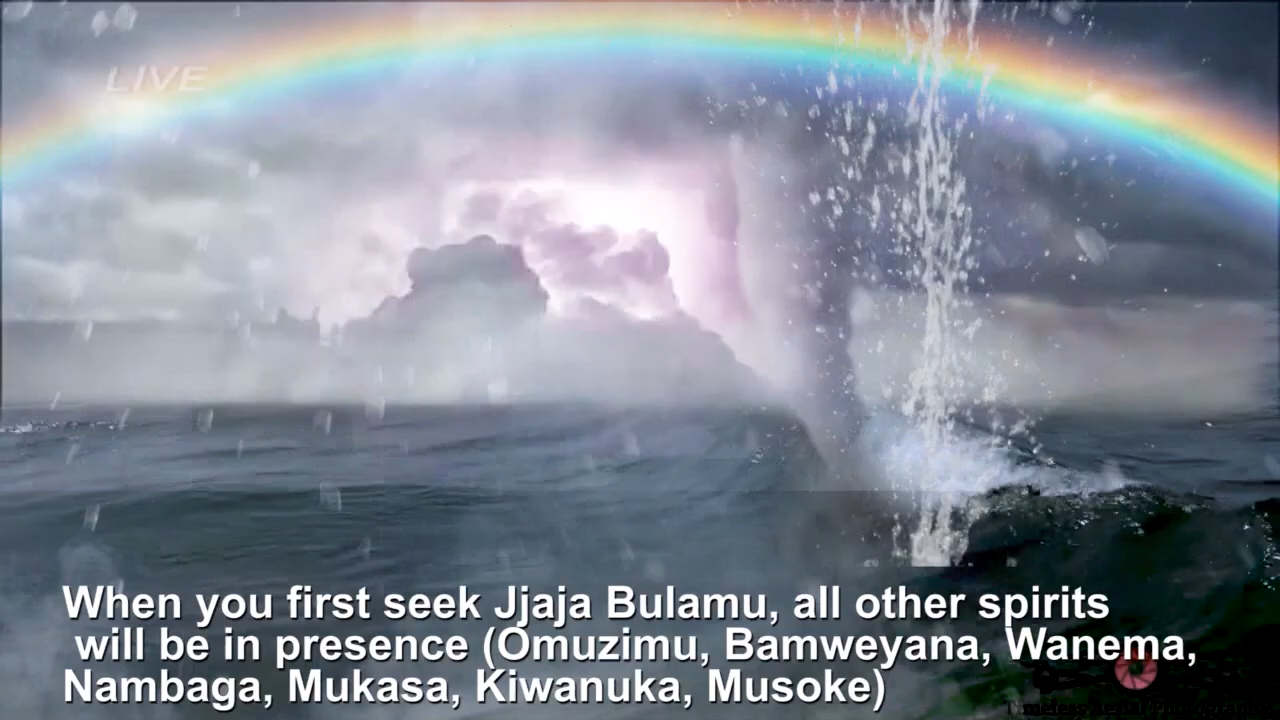 LIVE
When you first seek Jjaja Bulamu, all other spirits
will be in presence (Omuzimu, Bamweyana, Wanema,
Nambaga, Mukasa, Kiwanuka, Musoke)